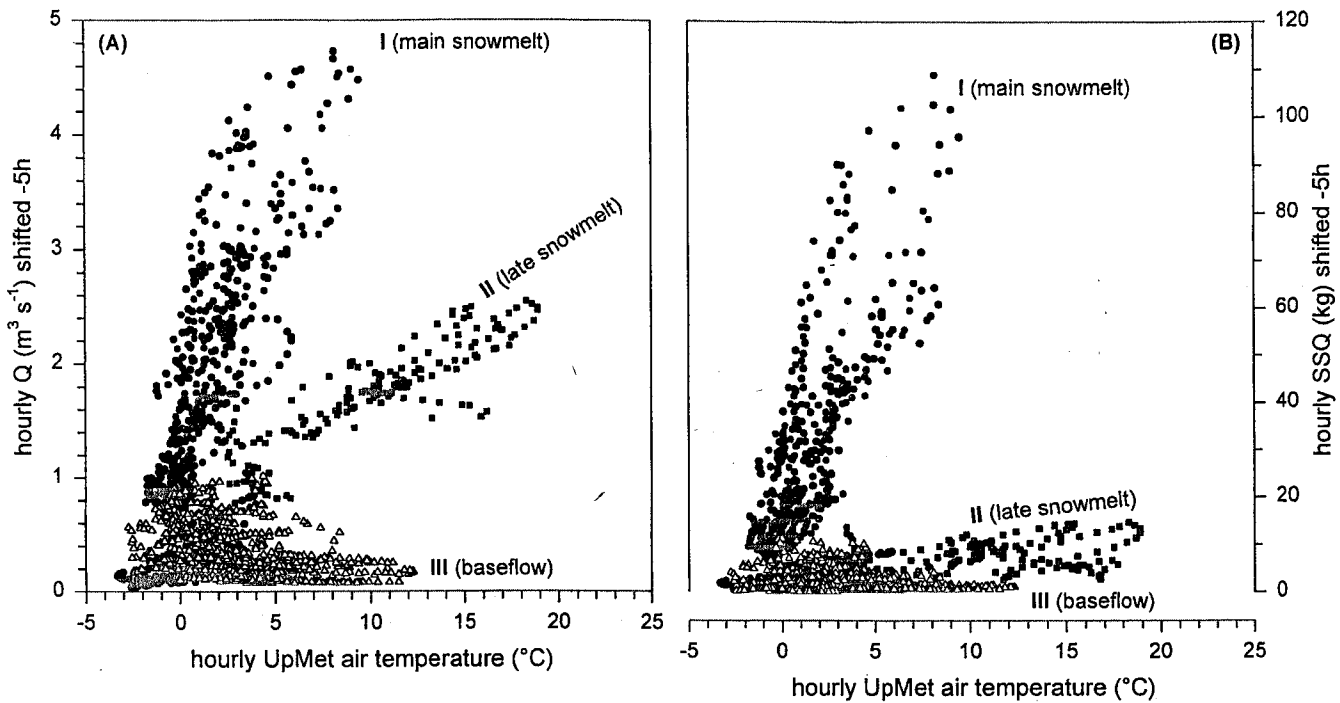 (A)
I (main snowmelt)
II (late snowmelt)
III (baseflow)
5
4
3
2
1
0
hourly Q (m³ s⁻¹) shifted -5h
-5
0
5
10
15
20
25
hourly UpMet air temperature (°C)
(B)
I (main snowmelt)
II (late snowmelt)
III (baseflow)
120
100
80
60
40
20
0
hourly SSQ (kg) shifted -5h
-5
0
5
10
15
20
25
hourly UpMet air temperature (°C)